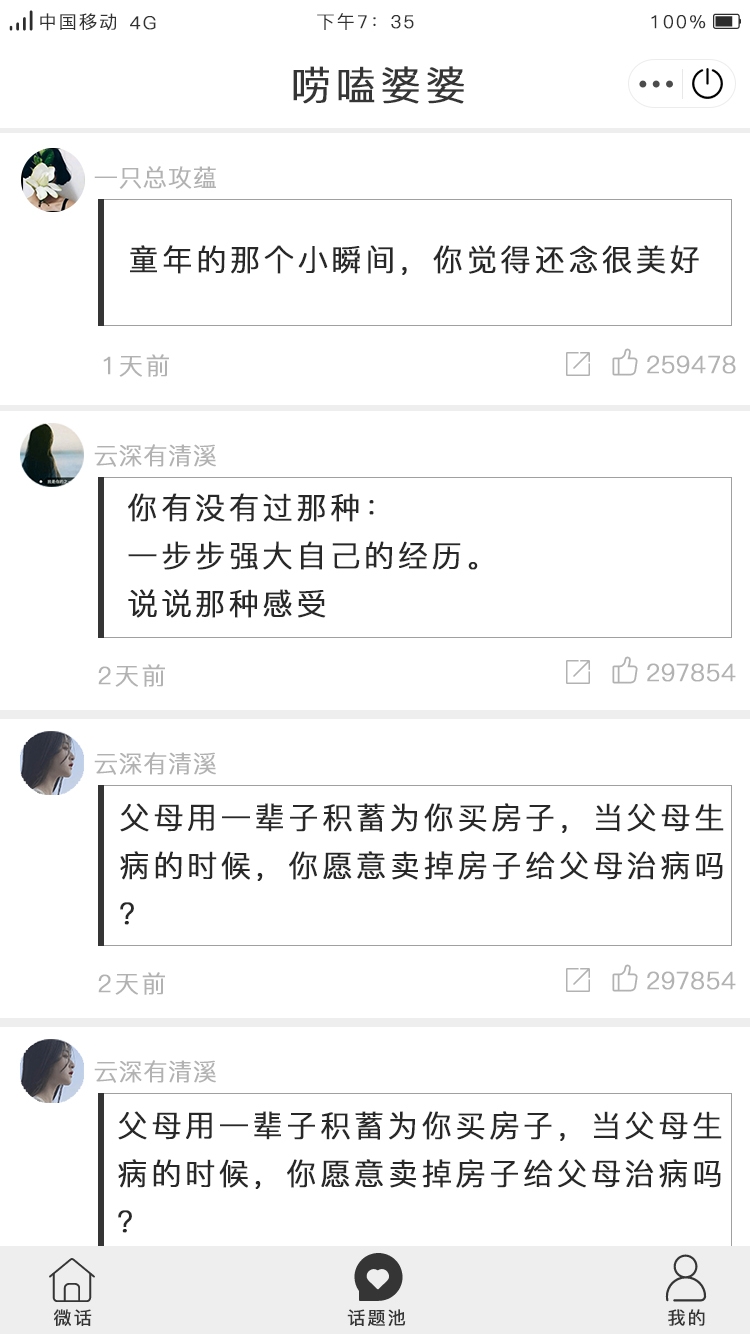 中国移动 4G 下午7：35 100%
唠嗑婆婆
一只总攻蕴
童年的那个小瞬间，你觉得还念很美好
1天前 259478
云深有清溪
你有没有过那种：
一步步强大自己的经历。
说说那种感受
2天前 297854
云深有清溪
父母用一辈子积蓄为你买房子，当父母生
病的时候，你愿意卖掉房子给父母治病吗
?
2天前 297854
云深有清溪
父母用一辈子积蓄为你买房子，当父母生
病的时候，你愿意卖掉房子给父母治病吗
?
微话 话题池 我的